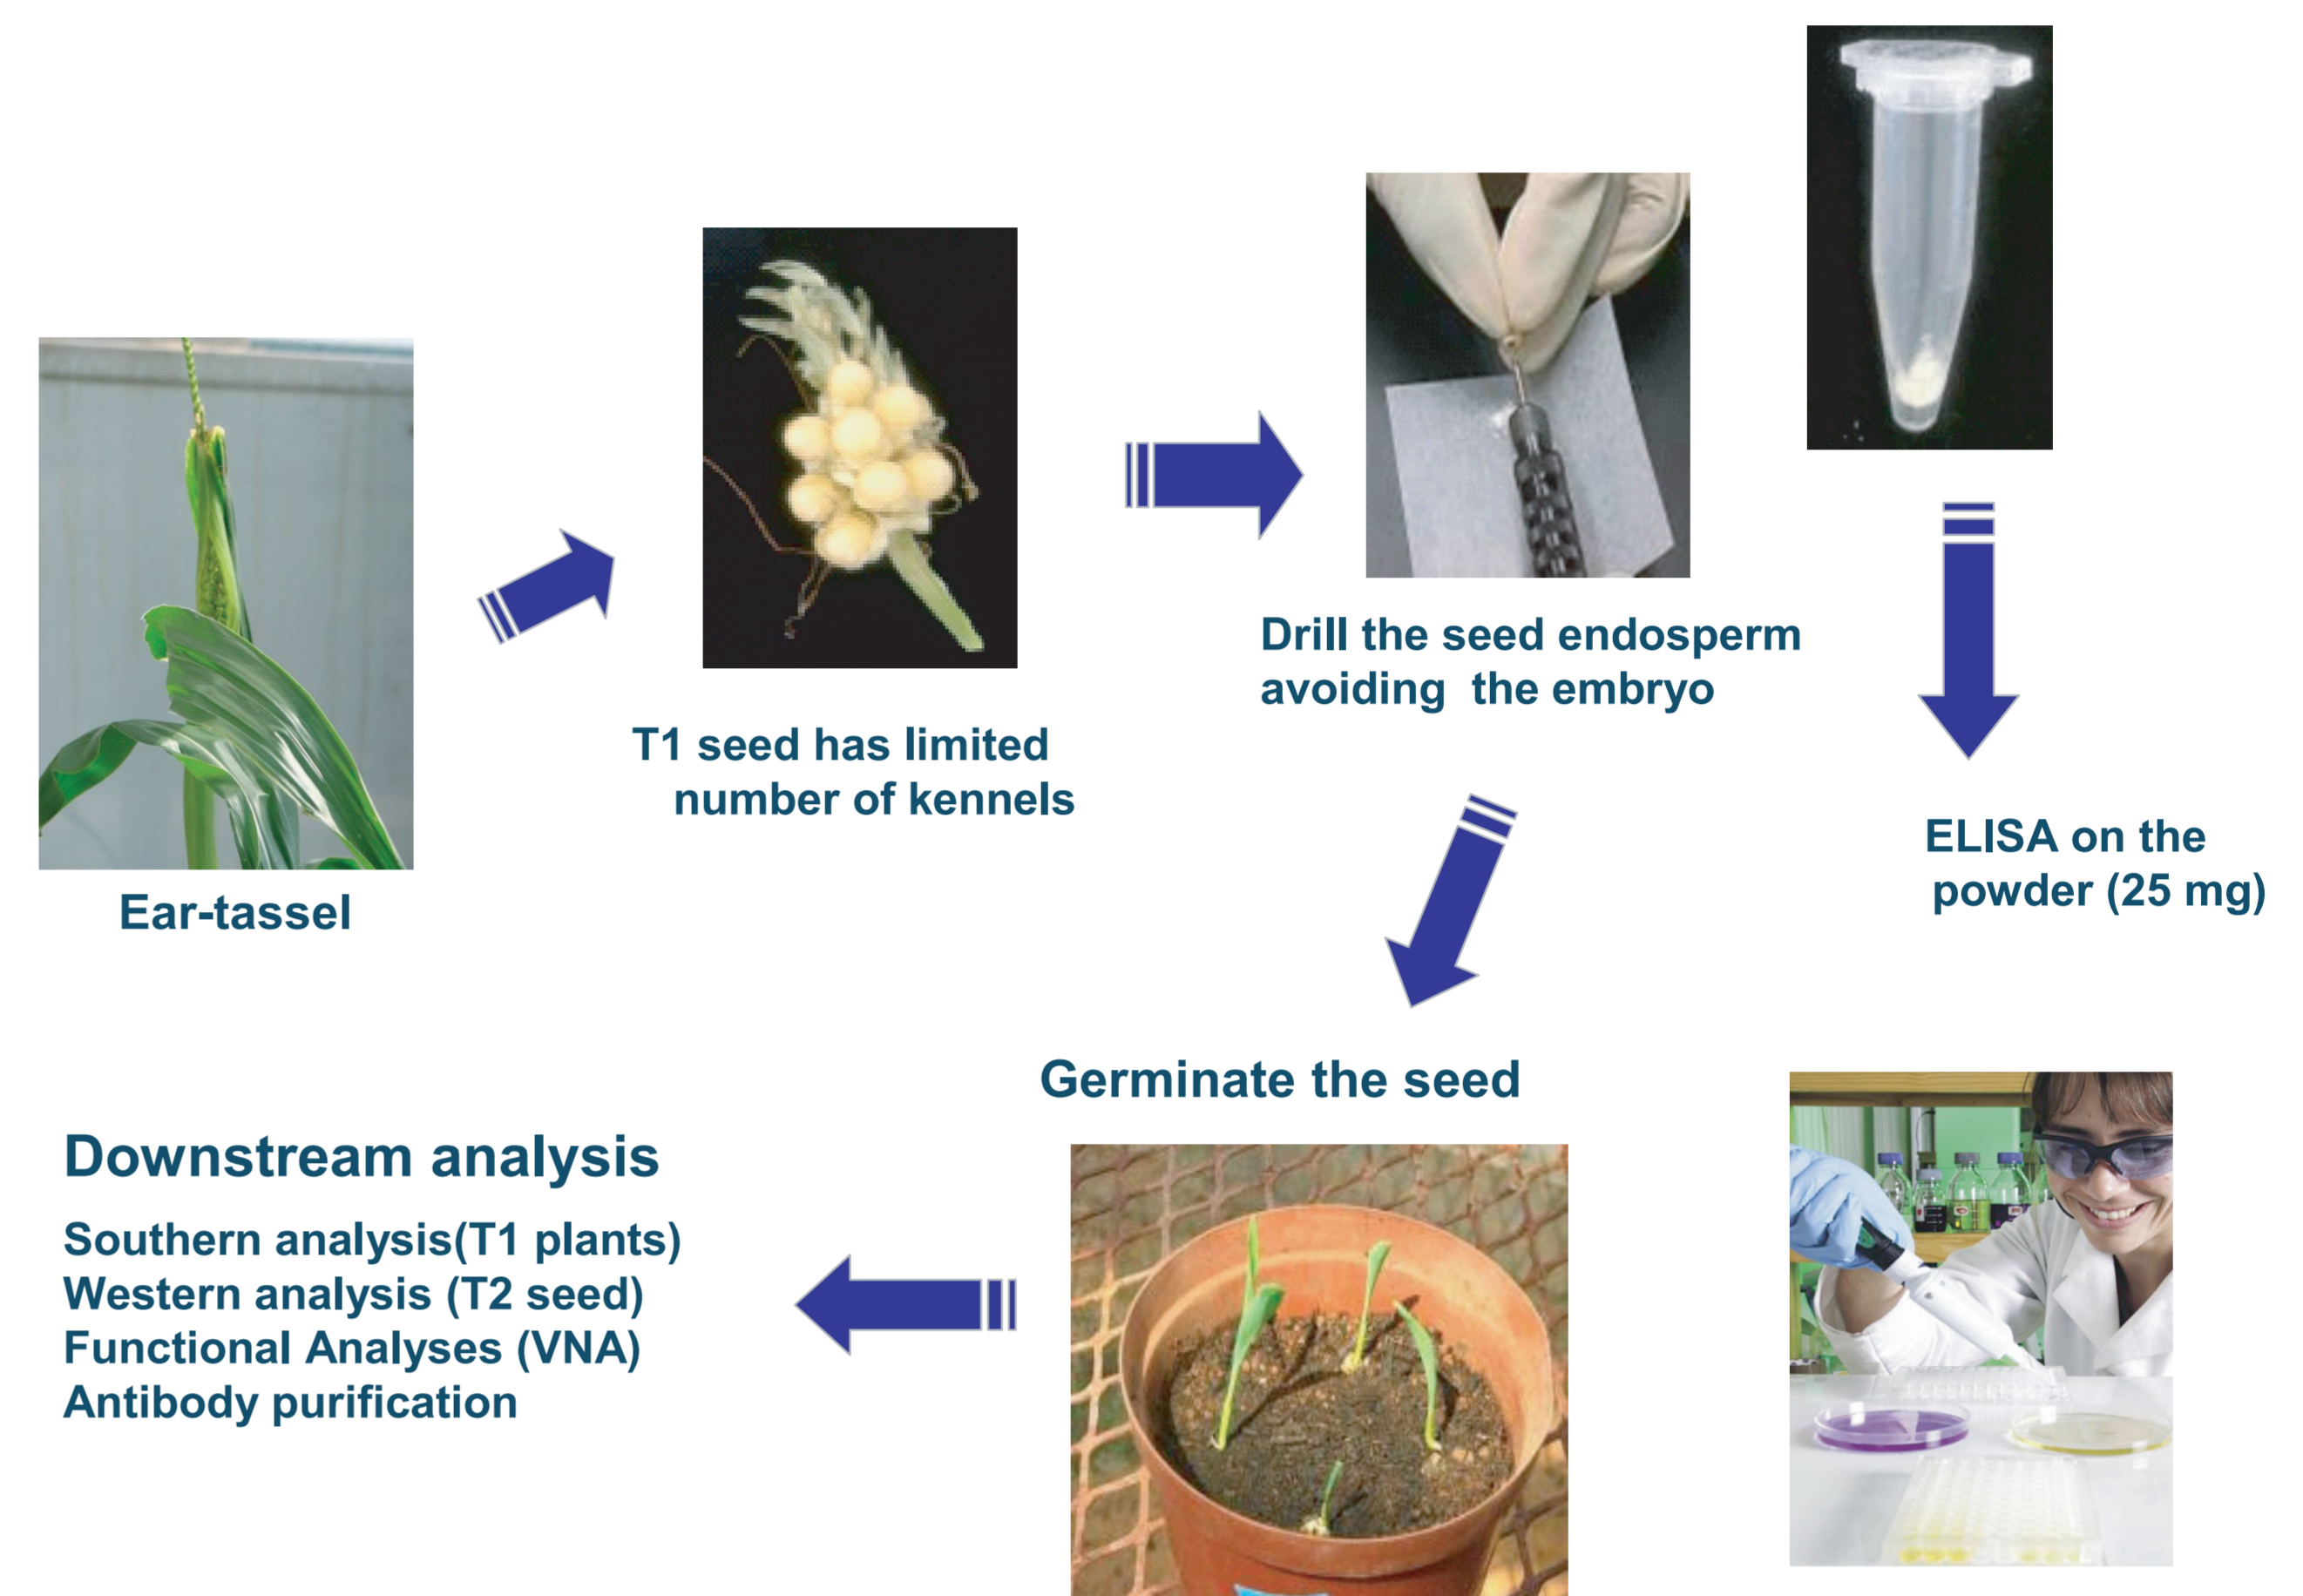 Ear-tassel
T1 seed has limited
number of kennels
Drill the seed endosperm
avoiding the embryo
ELISA on the
powder (25 mg)
Germinate the seed
Downstream analysis
Southern analysis(T1 plants)
Western analysis (T2 seed)
Functional Analyses (VNA)
Antibody purification